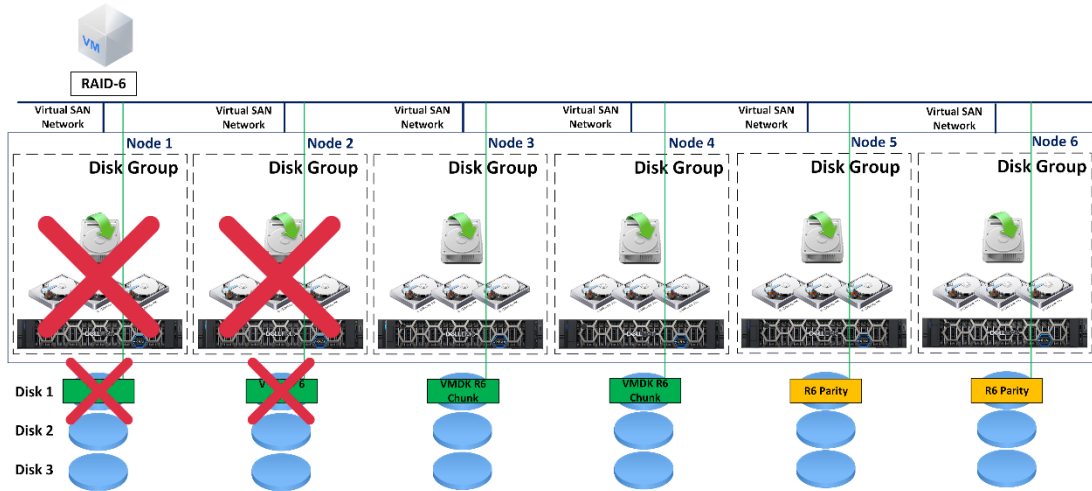 VM
RAID-6
Virtual SAN
Network
Virtual SAN
Network
Virtual SAN
Network
Virtual SAN
Network
Virtual SAN
Network
Virtual SAN
Network
Node 1
Node 2
Node 3
Node 4
Node 5
Node 6
Disk Group
Disk Group
Disk Group
Disk Group
Disk Group
Disk Group
Disk 1
VMDK R6
Chunk
VMDK R6
Chunk
R6 Parity
R6 Parity
Disk 2
Disk 3